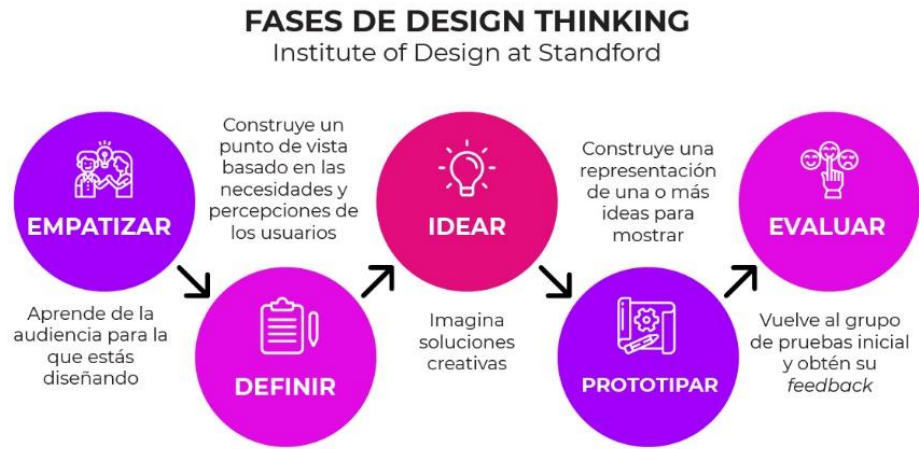 FASES DE DESIGN THINKING
Institute of Design at Standford
EMPATIZAR
Aprende de la
audiencia para la
que estás
diseñando
Construye un
punto de vista
basado en las
necesidades y
percepciones de
los usuarios
DEFINIR
IDEAR
Imagina
soluciones
creativas
Construye una
representación
de una o más
ideas para
mostrar
PROTOTIPAR
EVALUAR
Vuelve al grupo
de pruebas inicial
y obtén su
feedback